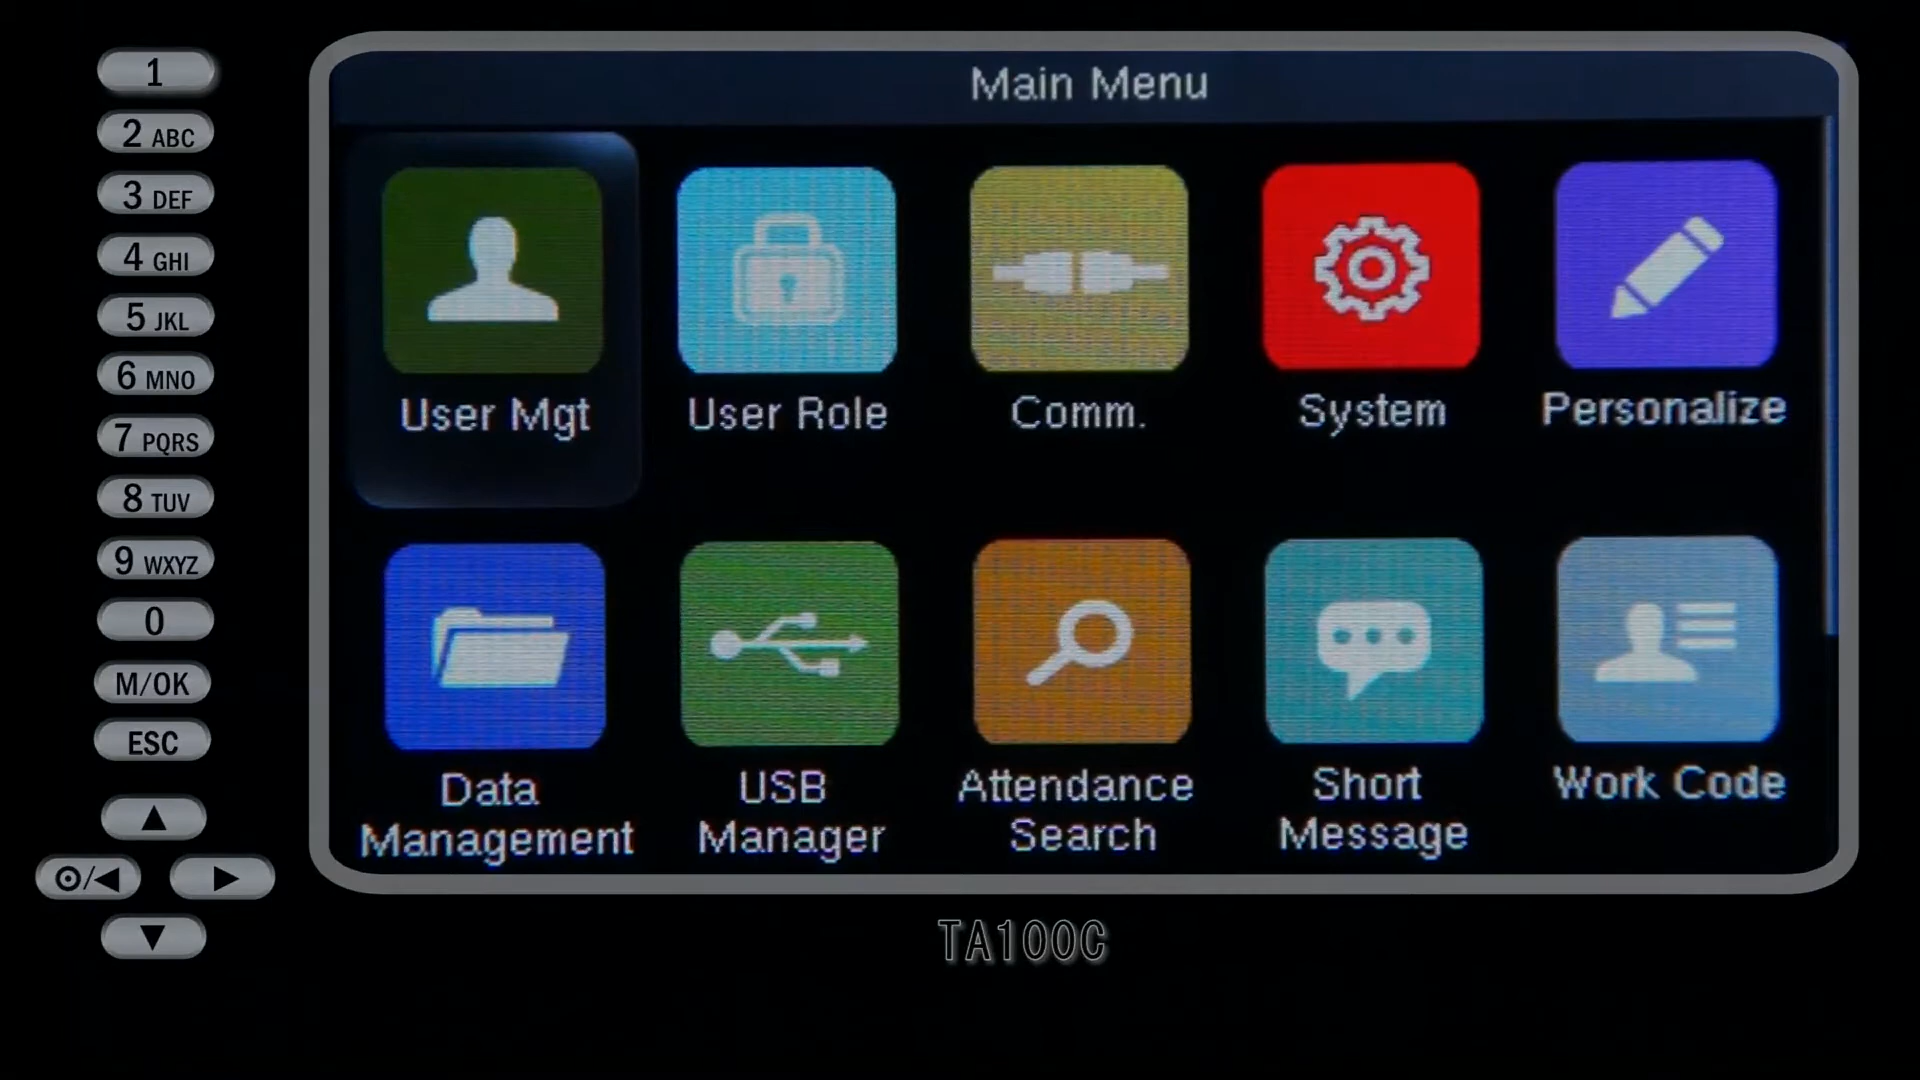 1
2 ABC
3 DEF
4 GHI
5 JKL
6 MNO
7 PQRS
8 TUV
9 WXYZ
0
M/OK
ESC
Main Menu
User Mgt
User Role
Comm.
System
Personalize
Data
Management
USB
Manager
Attendance
Search
Short
Message
Work Code
TA100C